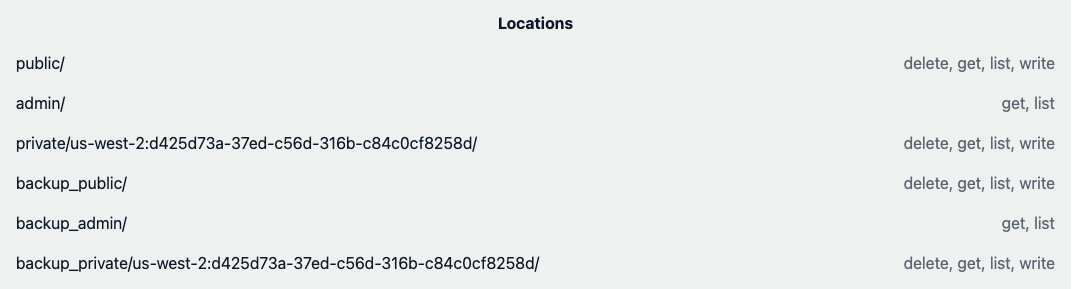 Locations
public/ delete, get, list, write
admin/ get, list
private/us-west-2:d425d73a-37ed-c56d-316b-c84c0cf8258d/ delete, get, list, write
backup_public/ delete, get, list, write
backup_admin/ get, list
backup_private/us-west-2:d425d73a-37ed-c56d-316b-c84c0cf8258d/ delete, get, list, write